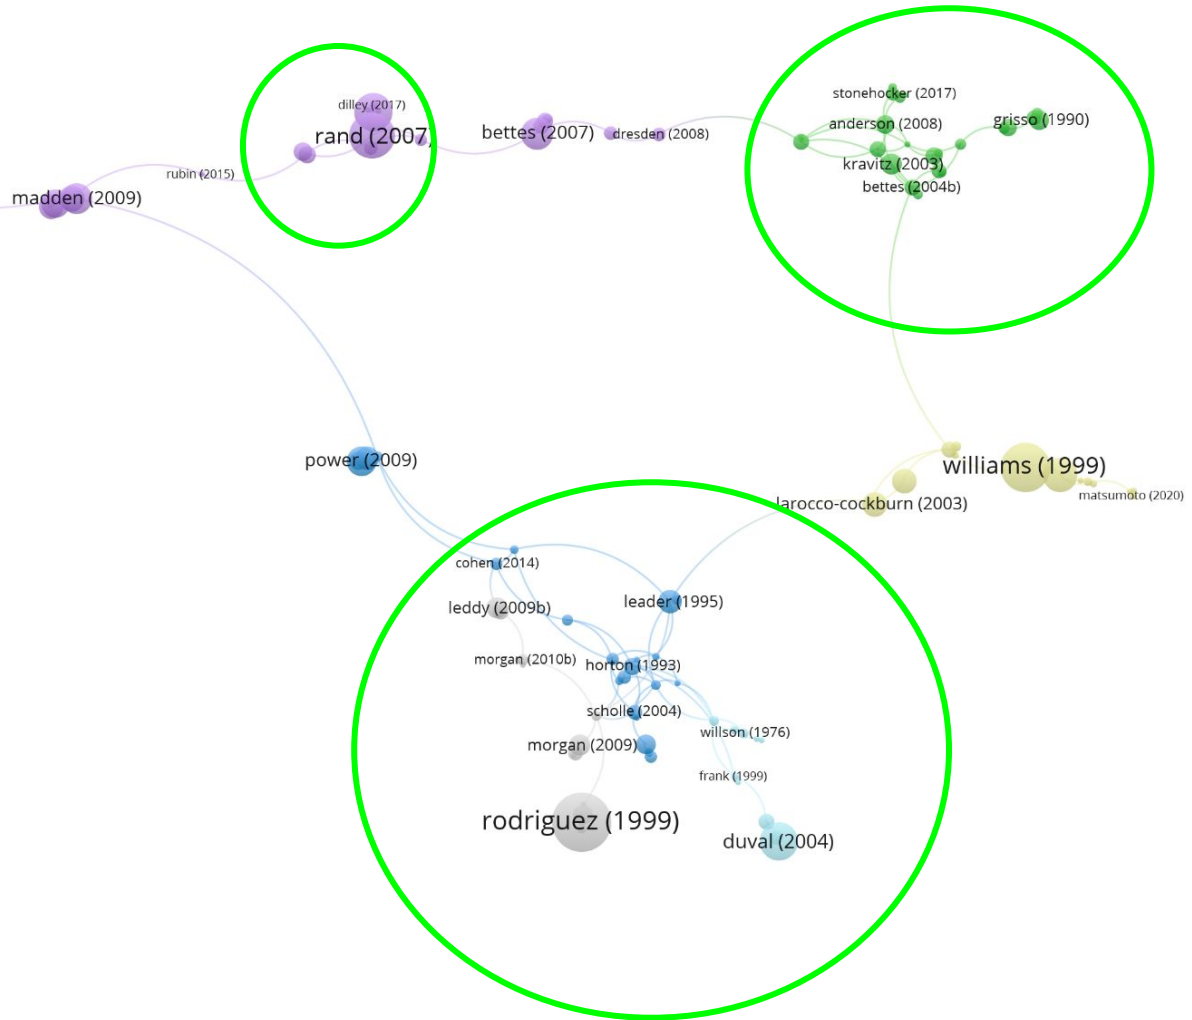 stonehocker (2017)
dilley (2017)
grisso (1990)
anderson (2008)
rand (2007)
bettes (2007)
dresden (2008)
kravitz (2003)
rubin (2015)
bettes (2004b)
madden (2009)
power (2009)
williams (1999)
matsumoto (2020)
larocco-cockburn (2003)
cohen (2014)
leddy (2009b)
leader (1995)
morgan (2010b)
horton (1993)
scholle (2004)
willson (1976)
morgan (2009)
frank (1999)
rodriguez (1999)
duval (2004)